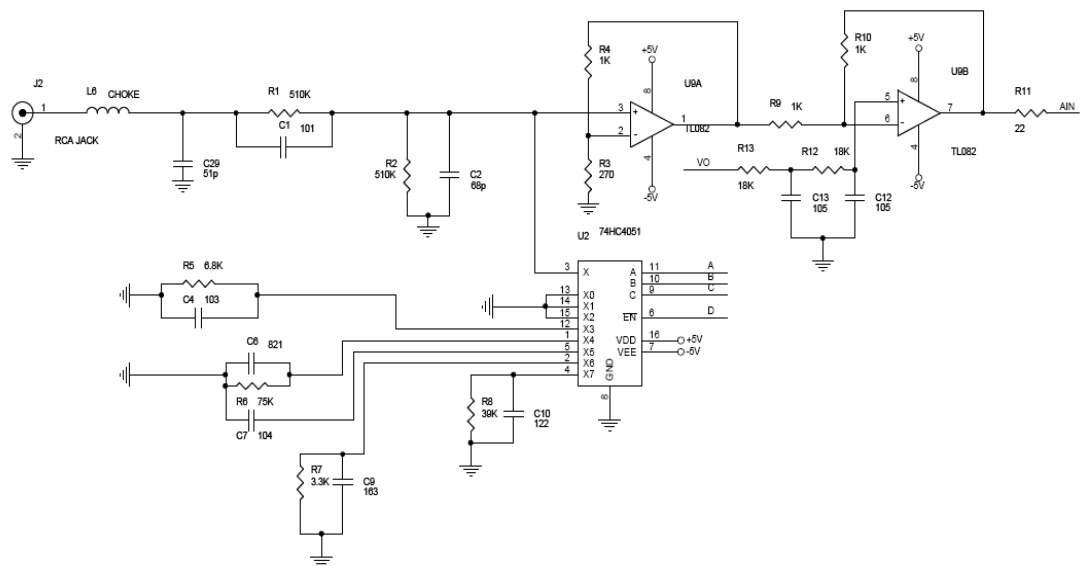 J2
1
2
RCA JACK
L6 CHOKE
C29
51p
R1 510K
C1 101
R2
510K
C2
68p
R4
1K
R3
270
+5V
8
3
+
2
-
1
4
-5V
U9A
TL082
R9 1K
R10
1K
+5V
8
5
+
6
-
7
4
-5V
U9B
TL082
R11
22
AIN
VO
R13
18K
R12 18K
C13
105
C12
105
U2 74HC4051
3 X
13 X0
14 X1
15 X2
12 X3
1 X4
5 X5
2 X6
4 X7
A 11 A
B 10 B
C 9 C
EN 6 D
VDD 16 +5V
VEE 7 -5V
GND
8
R5 6.8K
C4 103
C6 821
R6 75K
C7 104
R7
3.3K
C9
163
R8
39K
C10
122